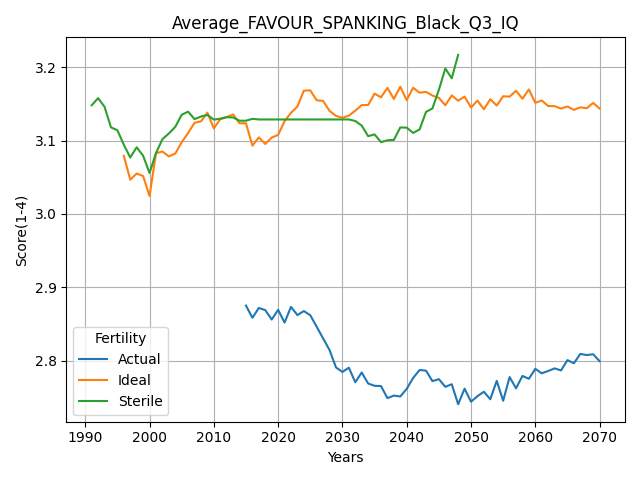 Average_FAVOUR_SPANKING_Black_Q3_IQ
3.2
3.1
3.0
2.9
2.8
Score(1-4)
Fertility
Actual
Ideal
Sterile
1990 2000 2010 2020 2030 2040 2050 2060 2070
Years